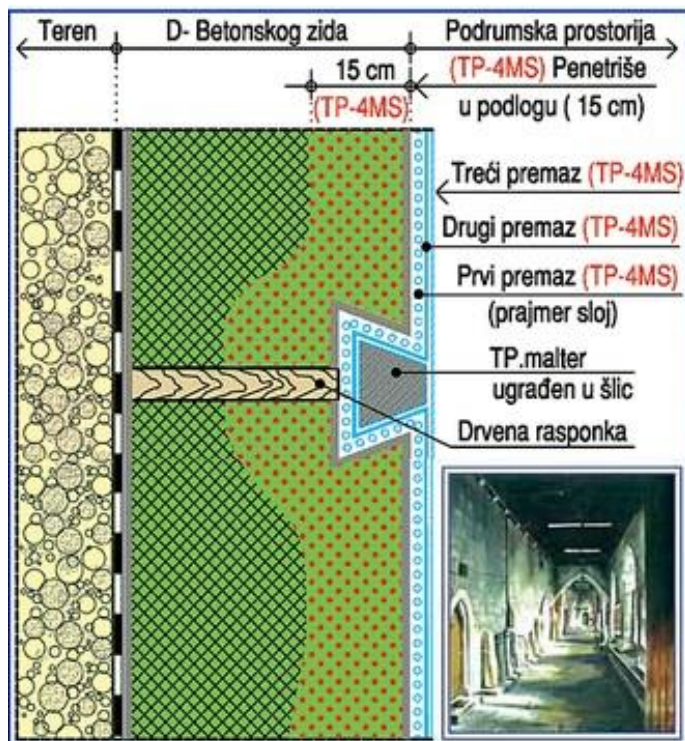 Teren
D- Betonskog zida
Podrumska prostorija
15 cm
(TP-4MS)
(TP-4MS) Penetriše
u podlogu ( 15 cm)
Treći premaz (TP-4MS)
Drugi premaz (TP-4MS)
Prvi premaz (TP-4MS)
(prajmer sloj)
TP.malter
ugrađen u šlic
Drvena rasponka